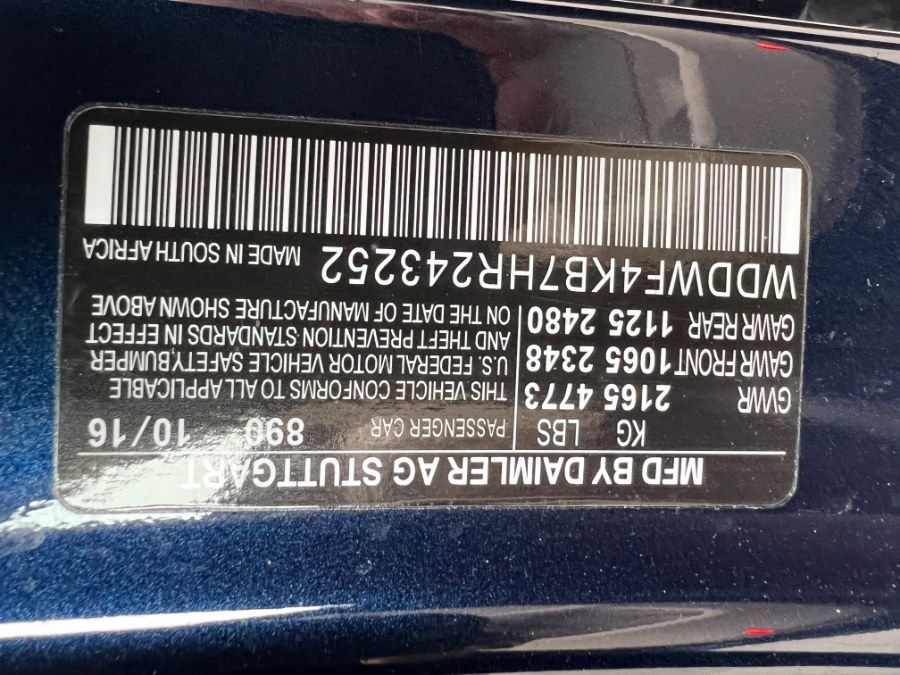 MFD BY DAIMLER AG STUTTGART
KG LBS PASSENGER CAR 890 10/16
GVWR 2165 4773 THIS VEHICLE CONFORMS TO ALL APPLICABLE
GAWR FRONT 1065 2348 U.S. FEDERAL MOTOR VEHICLE SAFETY,BUMPER
GAWR REAR 1125 2480 AND THEFT PREVENTION STANDARDS IN EFFECT
ON THE DATE OF MANUFACTURE SHOWN ABOVE
WDDWF4KB7HR243252 MADE IN SOUTH AFRICA